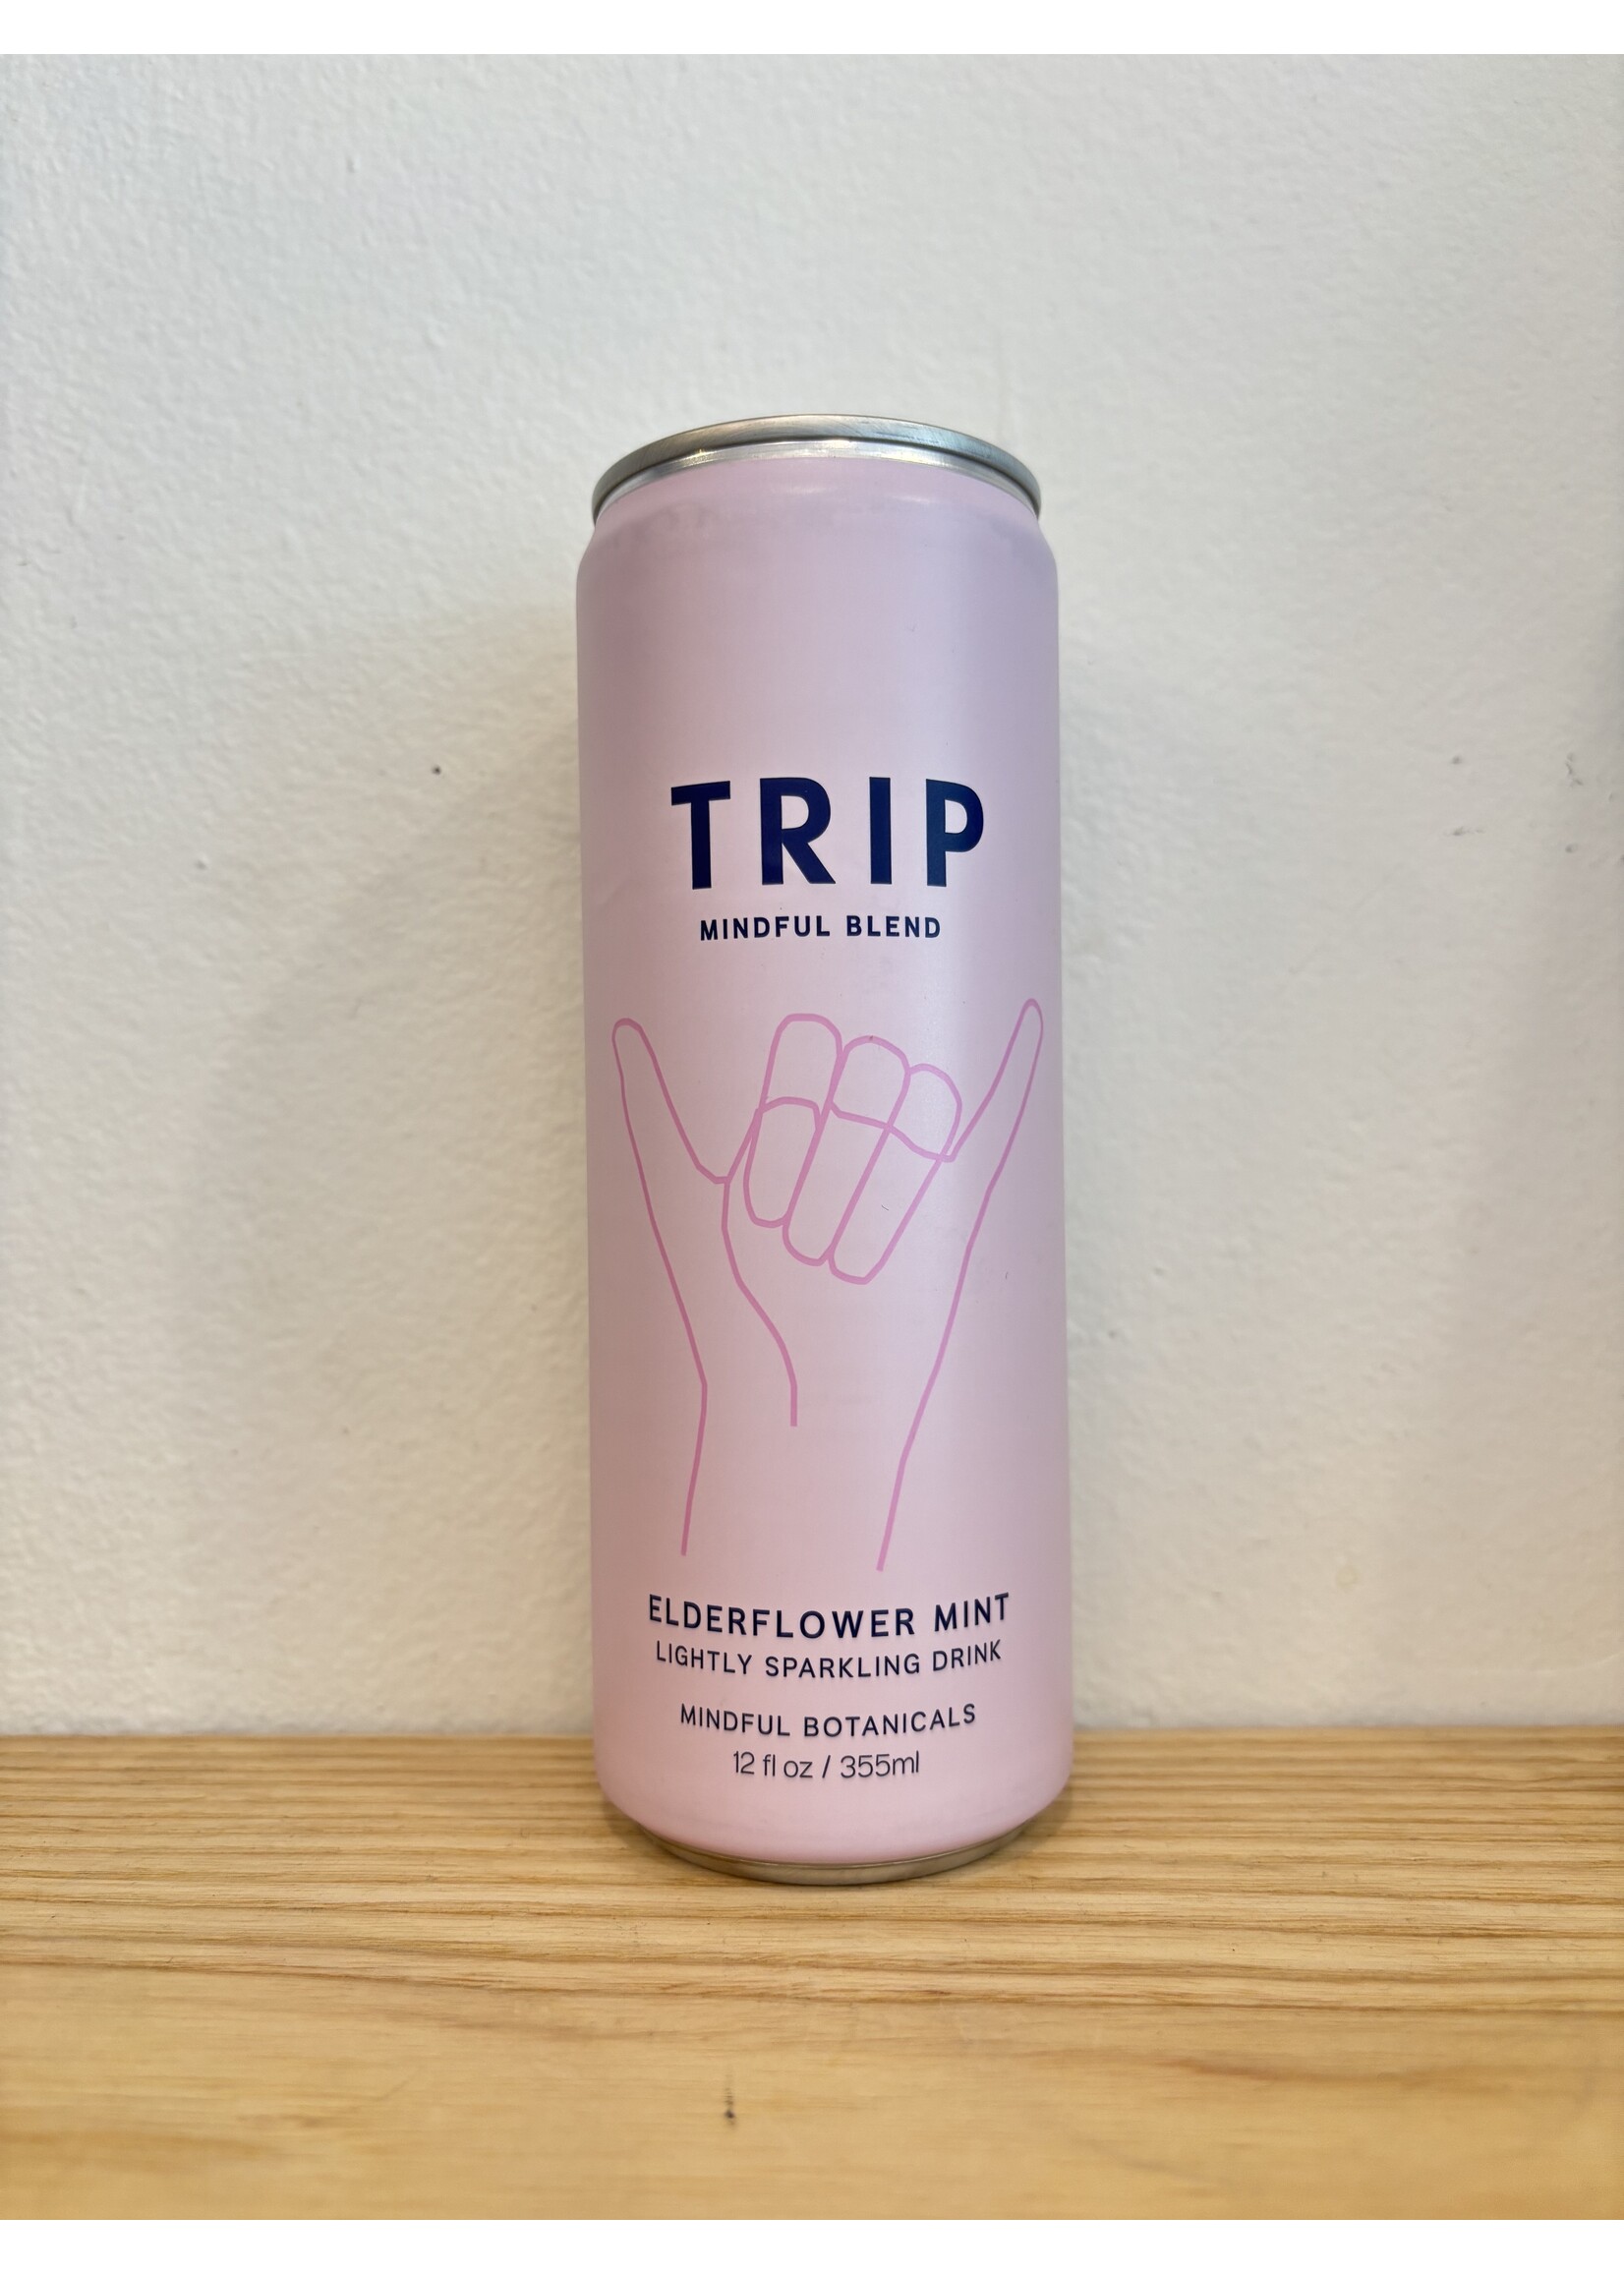 TRIP
MINDFUL BLEND
ELDERFLOWER MINT
LIGHTLY SPARKLING DRINK
MINDFUL BOTANICALS
12 fl oz / 355ml